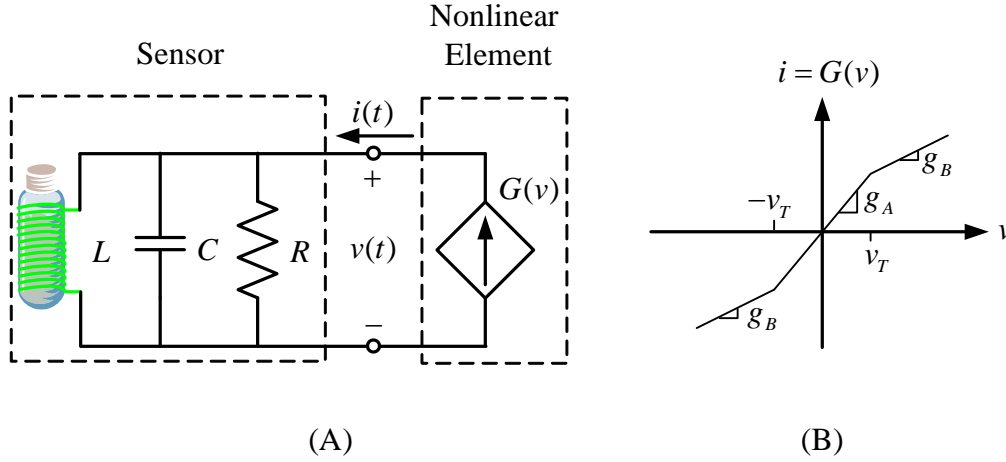 Nonlinear
Element
Sensor
i(t)
+
G(v)
L
C
R
v(t)
−
(A)
i = G(v)
g_B
g_A
−v_T
v
v_T
g_B
(B)